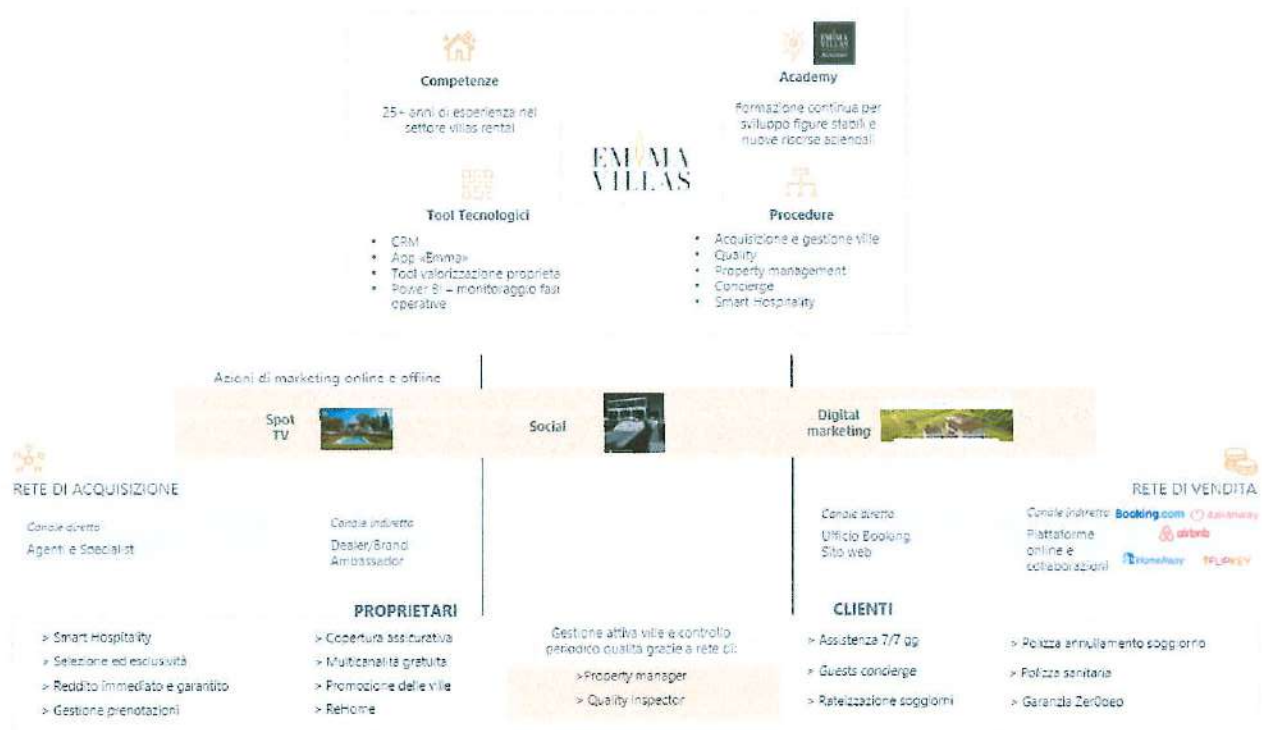 Competenze
25+ anni di esperienza nel
settore villas rental
Academy
Formazione continua per
sviluppo figure stabili e
nuove risorse aziendali
EMMA
VILLAS
EMMA
VILLAS
Tool Tecnologici
• CRM
• App «Emma»
• Tool valorizzazione proprietà
• Power BI – monitoraggio fasi
operative
Procedure
• Acquisizione e gestione ville
• Quality
• Property management
• Concierge
• Smart Hospitality
Azioni di marketing online e offline
Spot
TV
Social
Digital
marketing
RETE DI ACQUISIZIONE
Canale diretto
Agenti e Specialist
Canale indiretto
Dealer/Brand
Ambassador
RETE DI VENDITA
Canale diretto
Ufficio Booking
Sito web
Canale indiretto
Piattaforme
online e
collaborazioni
Booking.com
airbnb
HomeAway
PROPRIETARI
> Smart Hospitality
> Selezione ed esclusività
> Reddito immediato e garantito
> Gestione prenotazioni
> Copertura assicurativa
> Multicanalità gratuita
> Promozione delle ville
> ReHome
Gestione attiva ville e controllo
periodico qualità grazie a rete di:
>Property manager
> Quality inspector
CLIENTI
> Assistenza 7/7 gg
> Guests concierge
> Rateizzazione soggiorni
> Polizza annullamento soggiorno
> Polizza sanitaria
> Garanzia